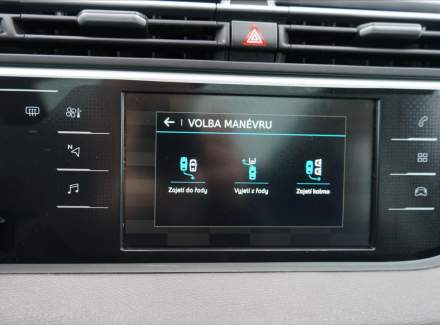 VOLBA MANÉVRU
N
Zajetí do řady
Vyjetí z řady
Zajetí kolmo